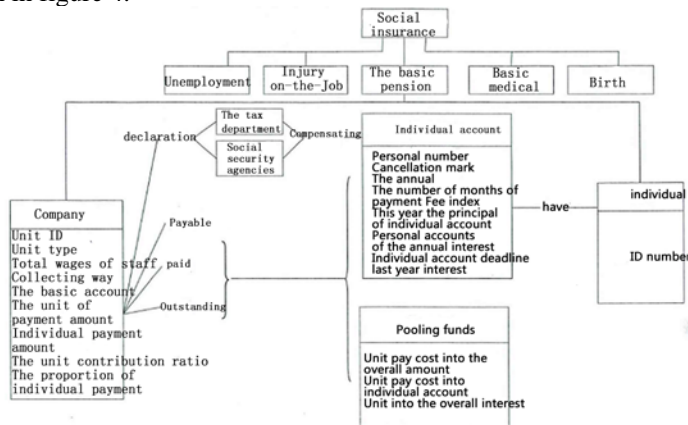 Social
insurance
Unemployment
Injury
on-the-Job
The basic
pension
Basic
medical
Birth
declaration
The tax
department
Social
security
agencies
Compensating
Individual account
Personal number
Cancellation mark
The annual
The number of months of
payment Fee index
This year the principal
of individual account
Personal accounts
of the annual interest
Individual account deadline
last year interest
have
individual
ID number
Company
Unit ID
Unit type
Total wages of staff
Collecting way
The basic account
The unit of
payment amount
Individual payment
amount
The unit contribution ratio
The proportion of
individual payment
Payable
paid
Outstanding
Pooling funds
Unit pay cost into the
overall amount
Unit pay cost into
individual account
Unit into the overall interest